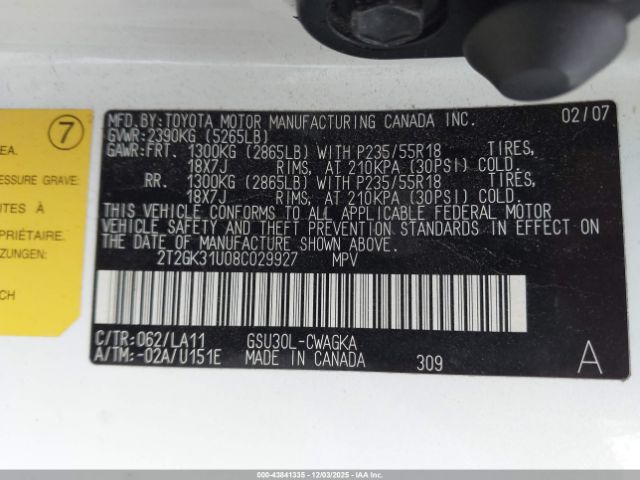 MFD.BY:TOYOTA MOTOR MANUFACTURING CANADA INC. 02/07
GVWR:2390KG (5265LB)
GAWR:FRT. 1300KG (2865LB) WITH P235/55R18 TIRES,
18X7J RIMS, AT 210KPA (30PSI) COLD.
RR. 1300KG (2865LB) WITH P235/55R18 TIRES,
18X7J RIMS, AT 210KPA (30PSI) COLD.
THIS VEHICLE CONFORMS TO ALL APPLICABLE FEDERAL MOTOR
VEHICLE SAFETY AND THEFT PREVENTION STANDARDS IN EFFECT ON
THE DATE OF MANUFACTURE SHOWN ABOVE.
2T2GK31U08C029927 MPV
C/TR:062/LA11 GSU30L-CWAGKA
A/TM:-02A/U151E MADE IN CANADA 309 A
7
EA.
ESSURE GRAVE:
ITES À
OPRIÉTAIRE.
SSOIRES:
CH
000-43841335 - 12/03/2025 - IAA Canada